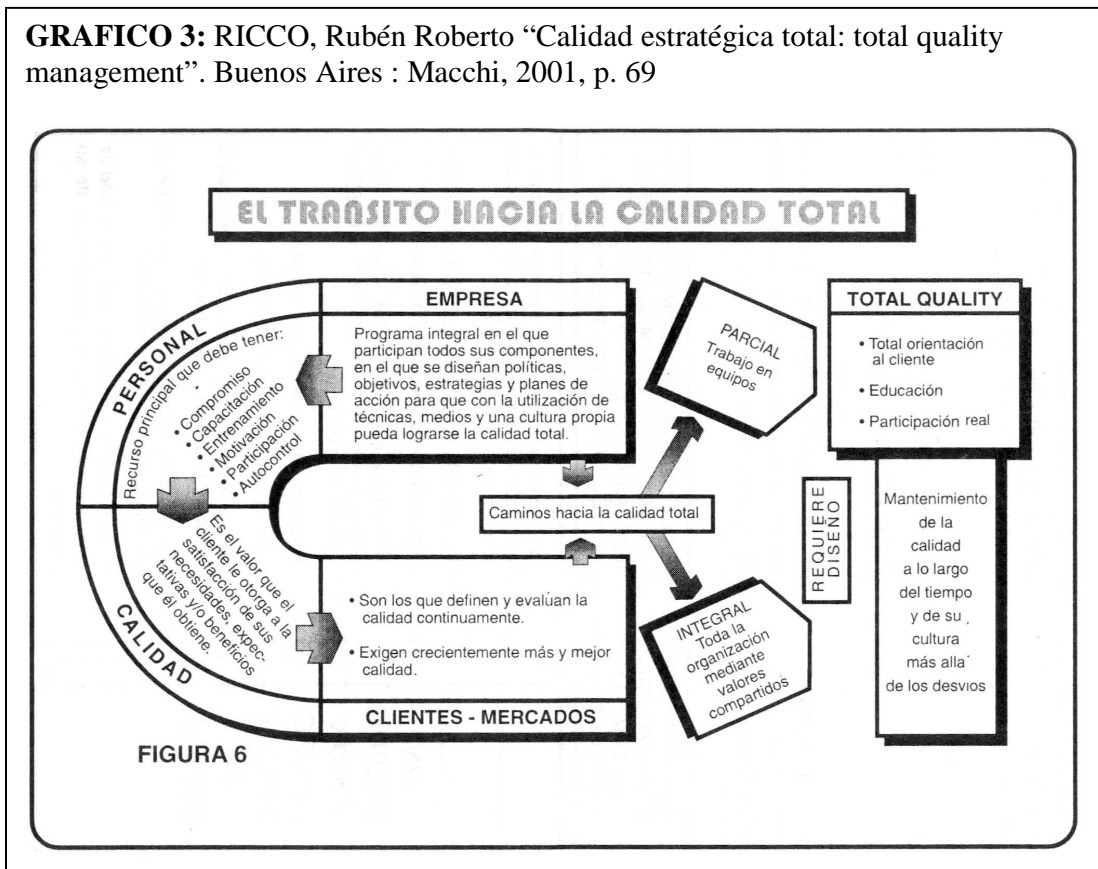 GRAFICO 3: RICCO, Rubén Roberto “Calidad estratégica total: total quality
management”. Buenos Aires : Macchi, 2001, p. 69
EL TRANSITO HACIA LA CALIDAD TOTAL
PERSONAL
Recurso principal que debe tener:
• Compromiso
• Capacitación
• Entrenamiento
• Motivación
• Participación
• Autocontrol
EMPRESA
Programa integral en el que
participan todos sus componentes,
en el que se diseñan políticas,
objetivos, estrategias y planes de
acción para que con la utilización de
técnicas, medios y una cultura propia
pueda lograrse la calidad total.
CALIDAD
Es el valor que el
cliente le otorga a la
satisfacción de sus
necesidades, expec-
tativas y/o beneficios
que él obtiene.
• Son los que definen y evalúan la
calidad continuamente.
• Exigen crecientemente más y mejor
calidad.
CLIENTES - MERCADOS
Caminos hacia la calidad total
PARCIAL
Trabajo en
equipos
INTEGRAL
Toda la
organización
mediante
valores
compartidos
REQUIERE
DISEÑO
TOTAL QUALITY
• Total orientación
al cliente
• Educación
• Participación real
Mantenimiento
de la
calidad
a lo largo
del tiempo
y de su
cultura
más allá
de los desvios
FIGURA 6